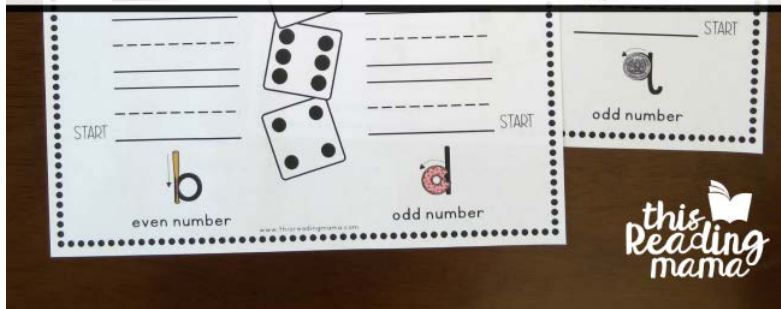 START
START
START
b
d
q
even number
odd number
odd number
www.thisreadingmama.com
this
Reading
mama